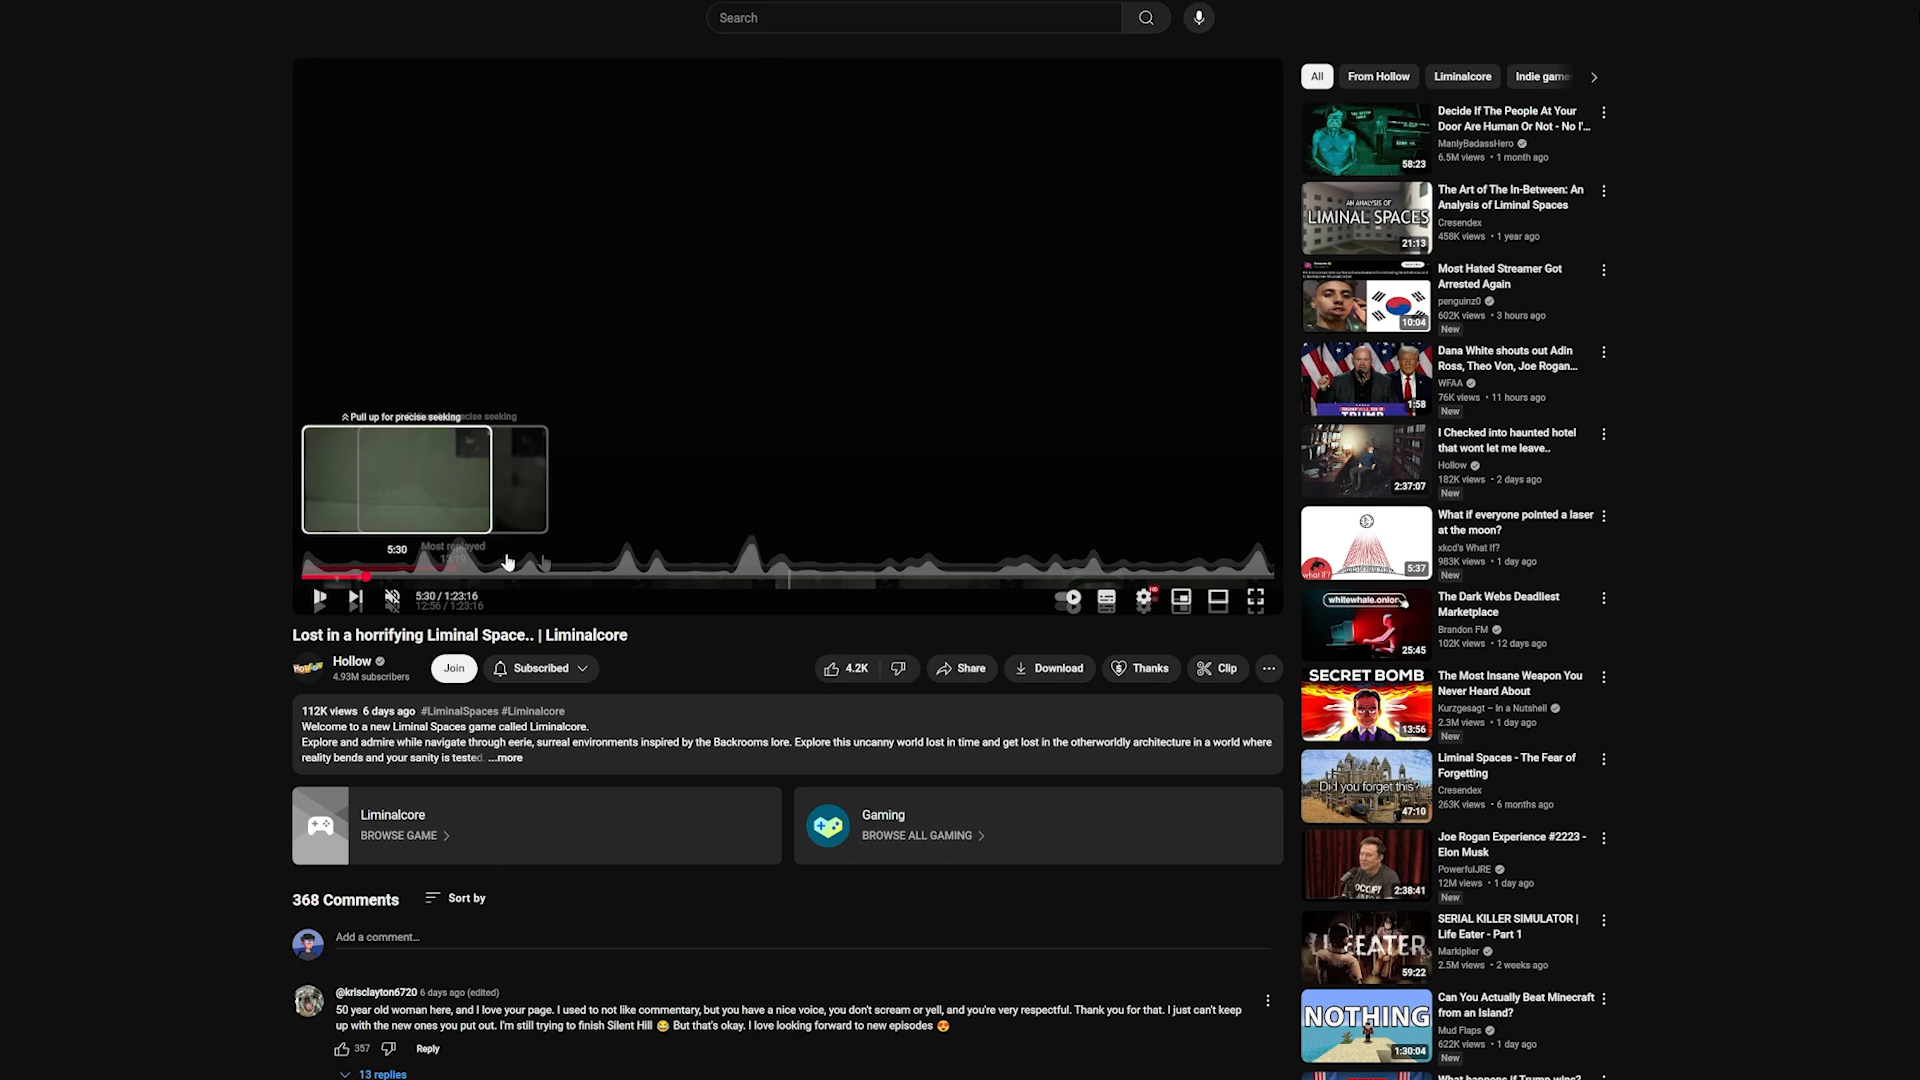 Search
Pull up for precise seeking
5:30
Most replayed
13:19
5:30 / 1:23:16
12:56 / 1:23:16
HD
Lost in a horrifying Liminal Space.. | Liminalcore
HOLLOW
Hollow
4.93M subscribers
Join
Subscribed
4.2K
Share
Download
Thanks
Clip
112K views 6 days ago #LiminalSpaces #Liminalcore
Welcome to a new Liminal Spaces game called Liminalcore.
Explore and admire while navigate through eerie, surreal environments inspired by the Backrooms lore. Explore this uncanny world lost in time and get lost in the otherworldly architecture in a world where
reality bends and your sanity is tested. ...more
Liminalcore
BROWSE GAME
Gaming
BROWSE ALL GAMING
368 Comments
Sort by
Add a comment...
@krisclayton6720 6 days ago (edited)
50 year old woman here, and I love your page. I used to not like commentary, but you have a nice voice, you don't scream or yell, and you're very respectful. Thank you for that. I just can't keep
up with the new ones you put out. I'm still trying to finish Silent Hill 😂 But that's okay. I love looking forward to new episodes 😍
357
Reply
13 replies
All
From Hollow
Liminalcore
Indie game
58:23
Decide If The People At Your
Door Are Human Or Not - No I'...
ManlyBadassHero
6.5M views • 1 month ago
AN ANALYSIS OF
LIMINAL SPACES
21:13
The Art of The In-Between: An
Analysis of Liminal Spaces
Cresendex
458K views • 1 year ago
10:04
Most Hated Streamer Got
Arrested Again
penguinz0
602K views • 3 hours ago
New
TRUMP
1:58
Dana White shouts out Adin
Ross, Theo Von, Joe Rogan...
WFAA
76K views • 11 hours ago
New
2:37:07
I Checked into haunted hotel
that wont let me leave..
Hollow
182K views • 2 days ago
New
what if?
5:37
What if everyone pointed a laser
at the moon?
xkcd's What If?
983K views • 1 day ago
New
whitewhale.onion
25:45
The Dark Webs Deadliest
Marketplace
Brandon FM
102K views • 12 days ago
SECRET BOMB
13:56
The Most Insane Weapon You
Never Heard About
Kurzgesagt – In a Nutshell
2.3M views • 1 day ago
New
Did you forget this?
47:10
Liminal Spaces - The Fear of
Forgetting
Cresendex
263K views • 6 months ago
OCCUPY
2:38:41
Joe Rogan Experience #2223 -
Elon Musk
PowerfulJRE
12M views • 1 day ago
New
LIFE EATER
59:22
SERIAL KILLER SIMULATOR |
Life Eater - Part 1
Markiplier
2.5M views • 2 weeks ago
NOTHING
1:30:04
Can You Actually Beat Minecraft
from an Island?
Mud Flaps
622K views • 1 day ago
New
What happens if Trump wins?